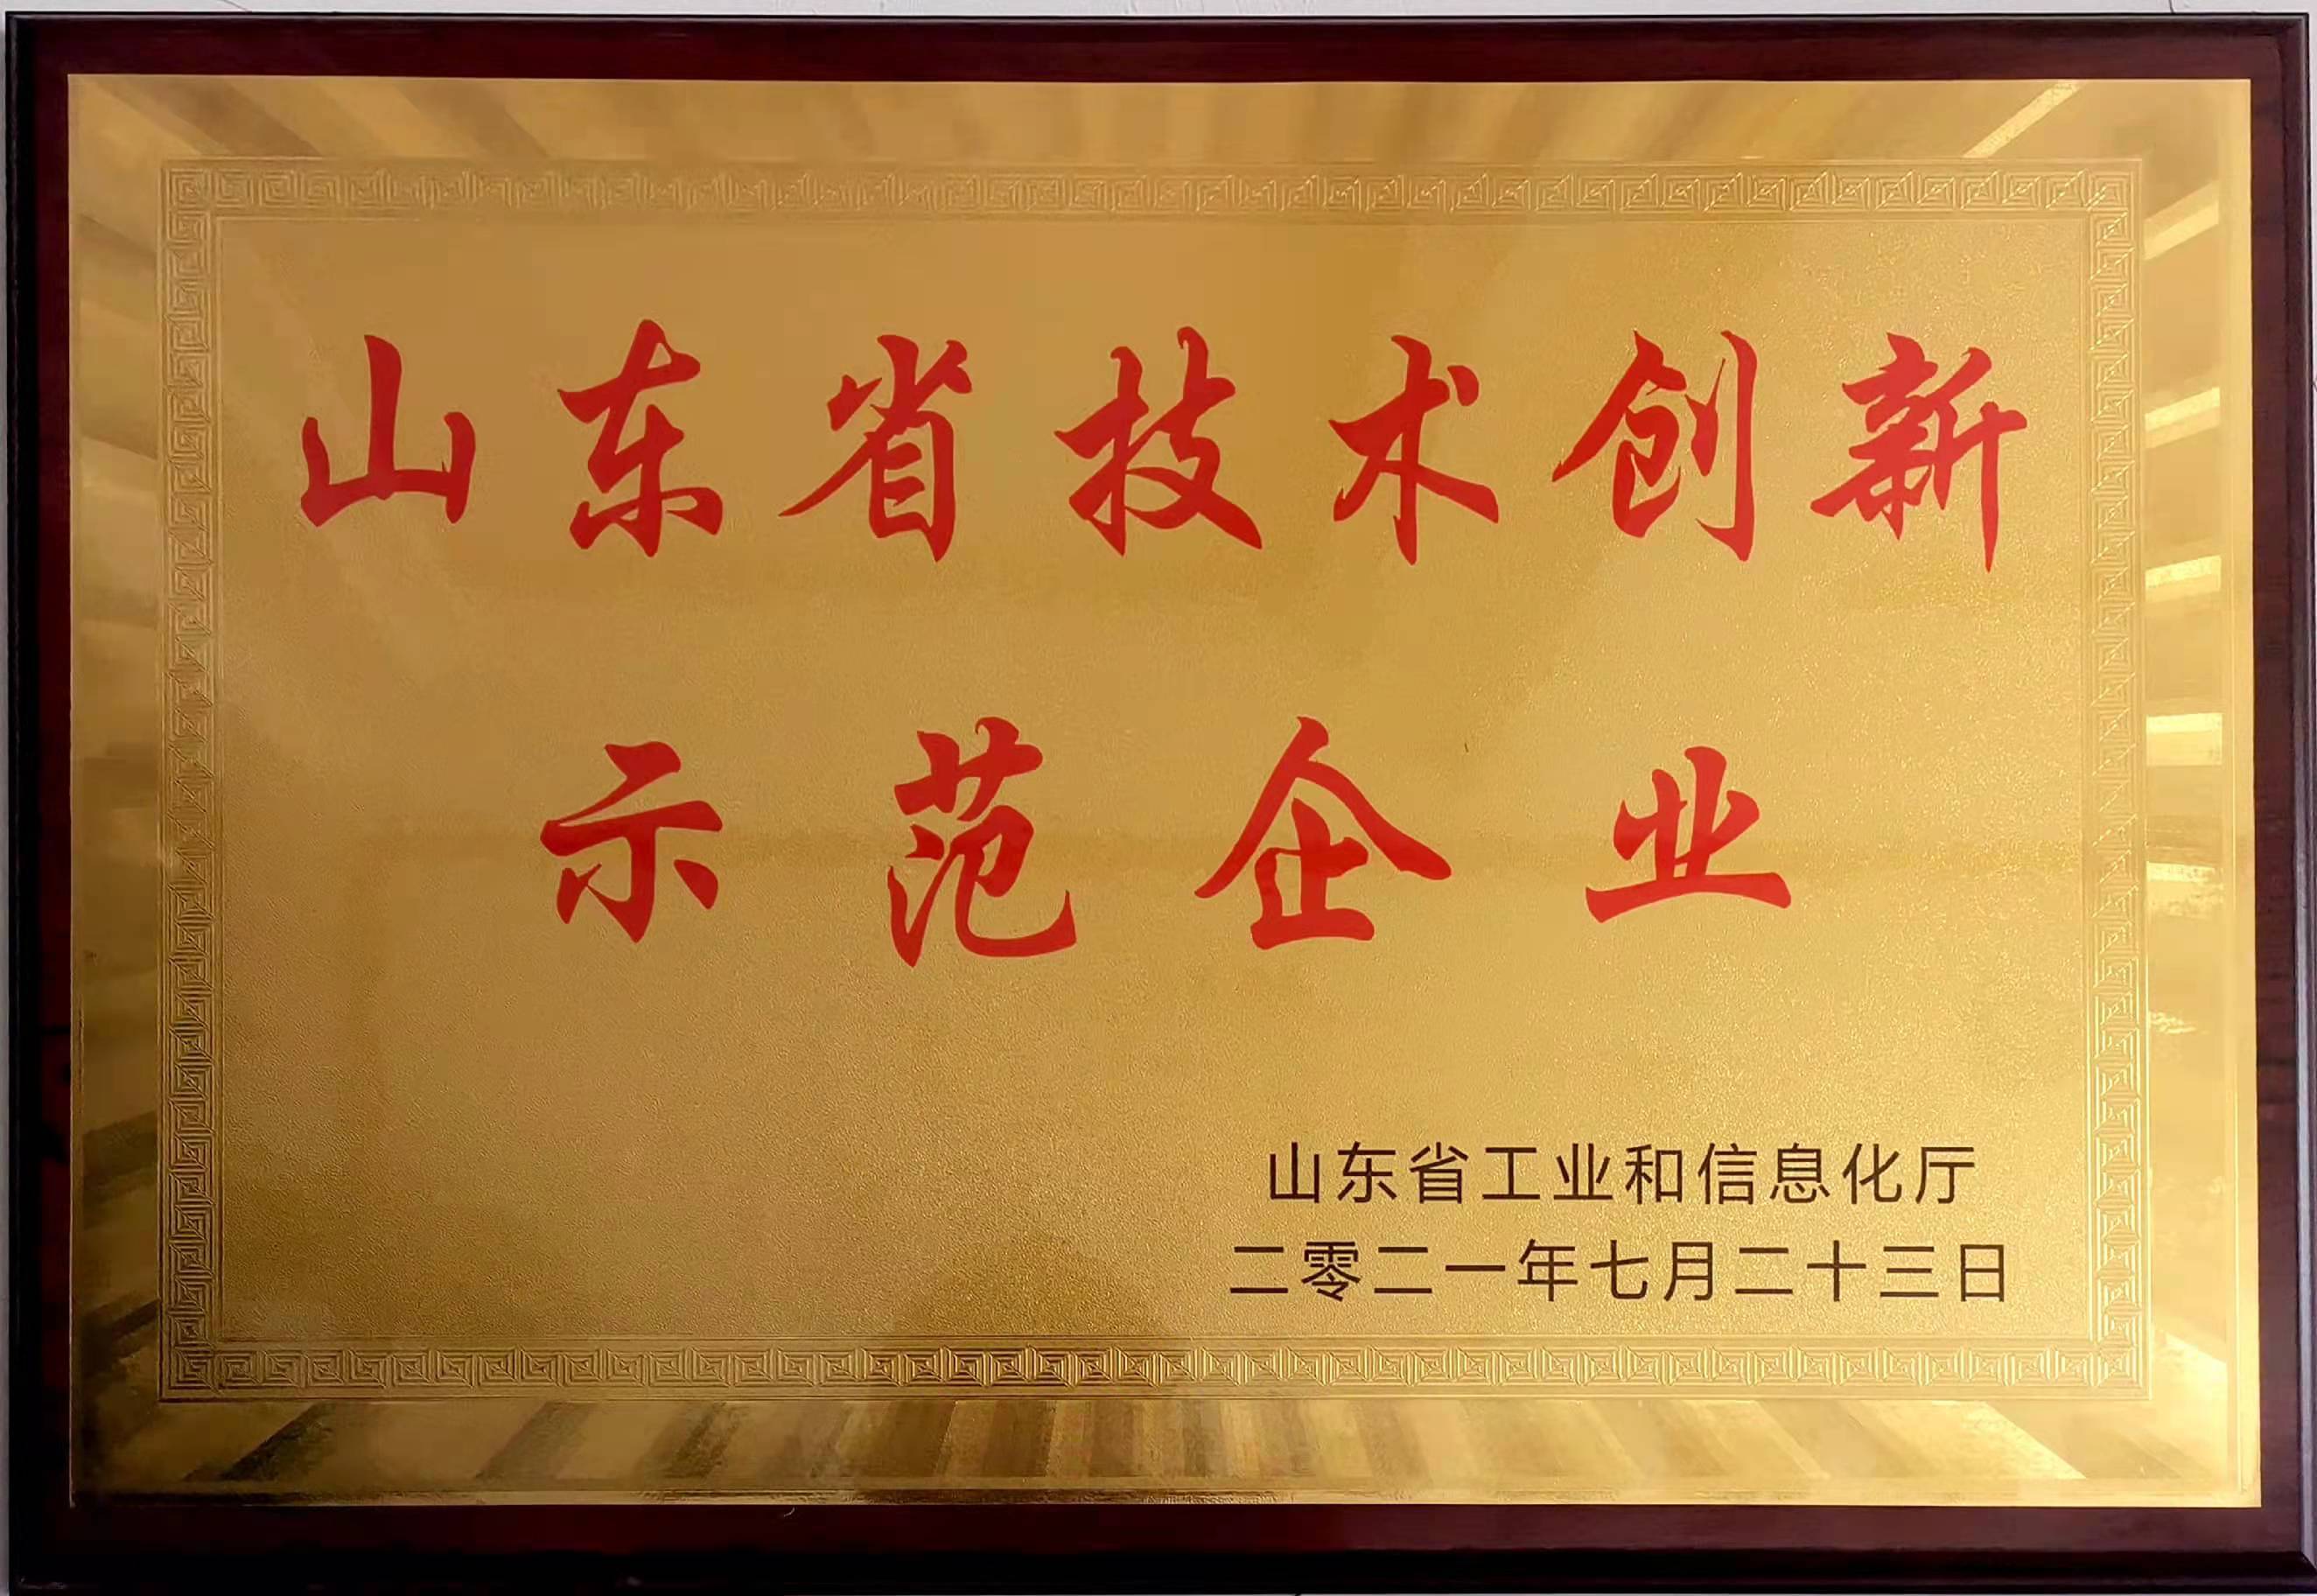 山东省技术创新
示范企业
山东省工业和信息化厅
二零二一年七月二十三日